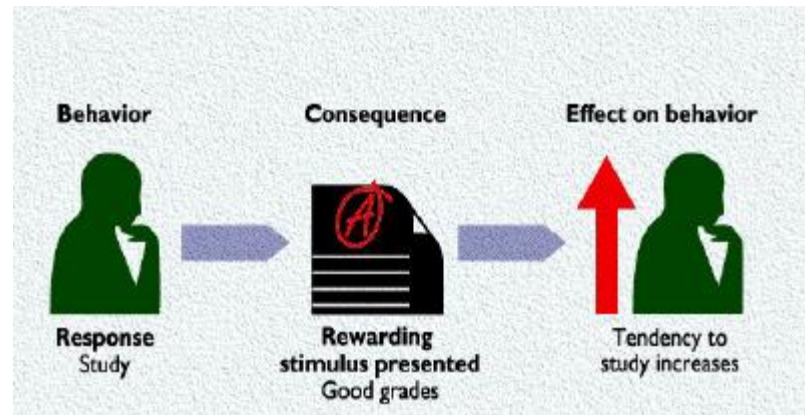 Behavior
Consequence
Effect on behavior
A
Response
Study
Rewarding
stimulus presented
Good grades
Tendency to
study increases